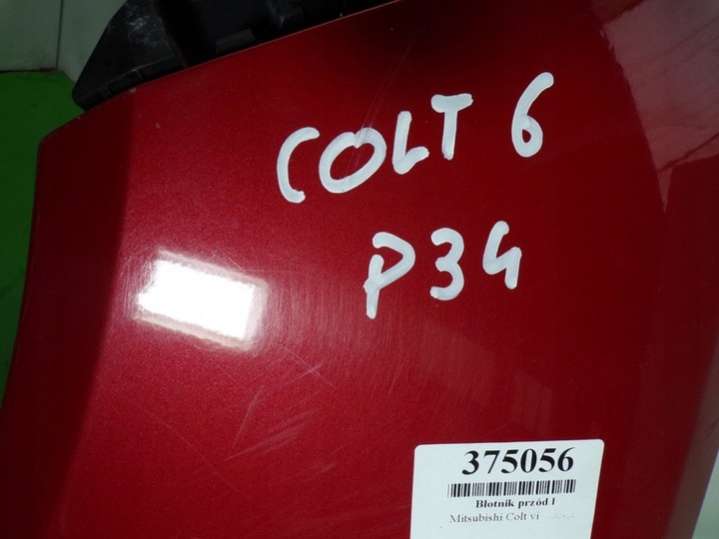 COLT 6
P34
375056
Błotnik przód l
Mitsubishi Colt vi